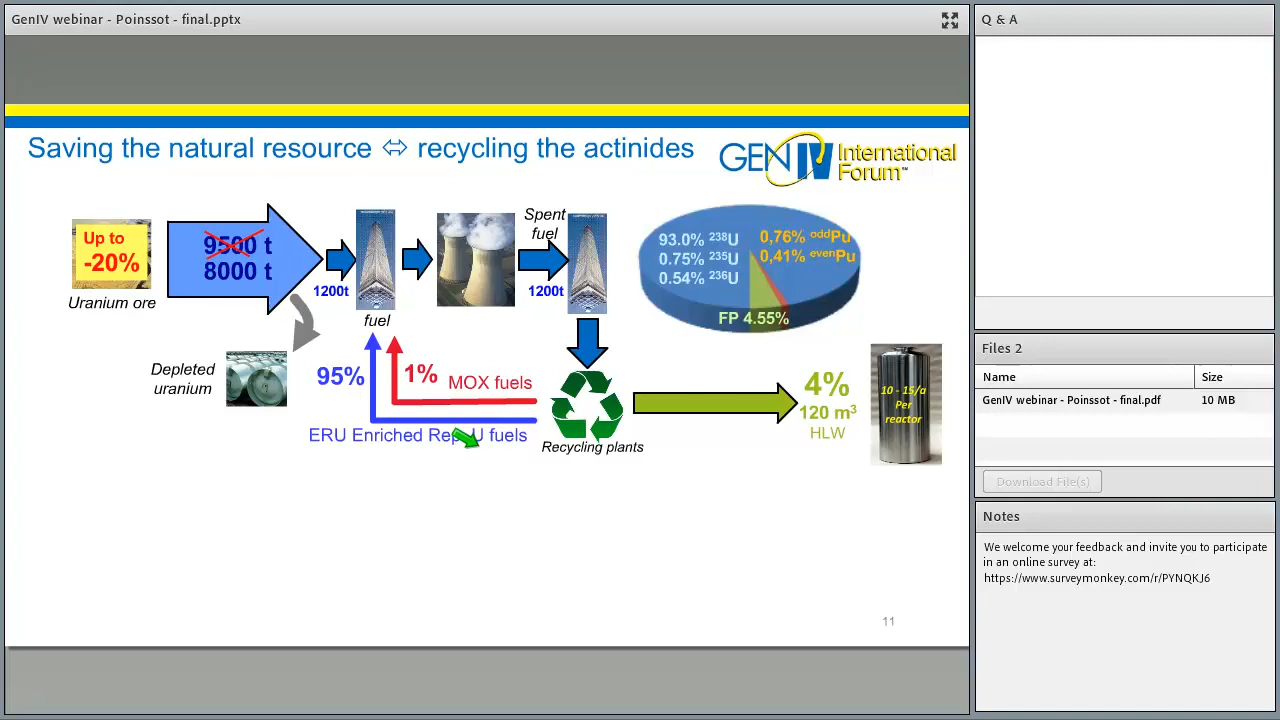 GenIV webinar - Poinssot - final.pptx
Saving the natural resource ⬄ recycling the actinides
GENIV International
Forum™
Up to
-20%
Uranium ore
9500 t
8000 t
1200t
fuel
Spent
fuel
1200t
93.0% ²³⁸U
0.75% ²³⁵U
0.54% ²³⁶U
0,76% ᵒᵈᵈPu
0,41% ᵉᵛᵉⁿPu
FP 4.55%
Depleted
uranium
95%
1%
MOX fuels
ERU Enriched Rep U fuels
Recycling plants
4%
120 m³
HLW
10 - 15/a
Per
reactor
11
Q & A
Files 2
Name Size
GenIV webinar - Poinssot - final.pdf 10 MB
Download File(s)
Notes
We welcome your feedback and invite you to participate
in an online survey at:
https://www.surveymonkey.com/r/PYNQKJ6